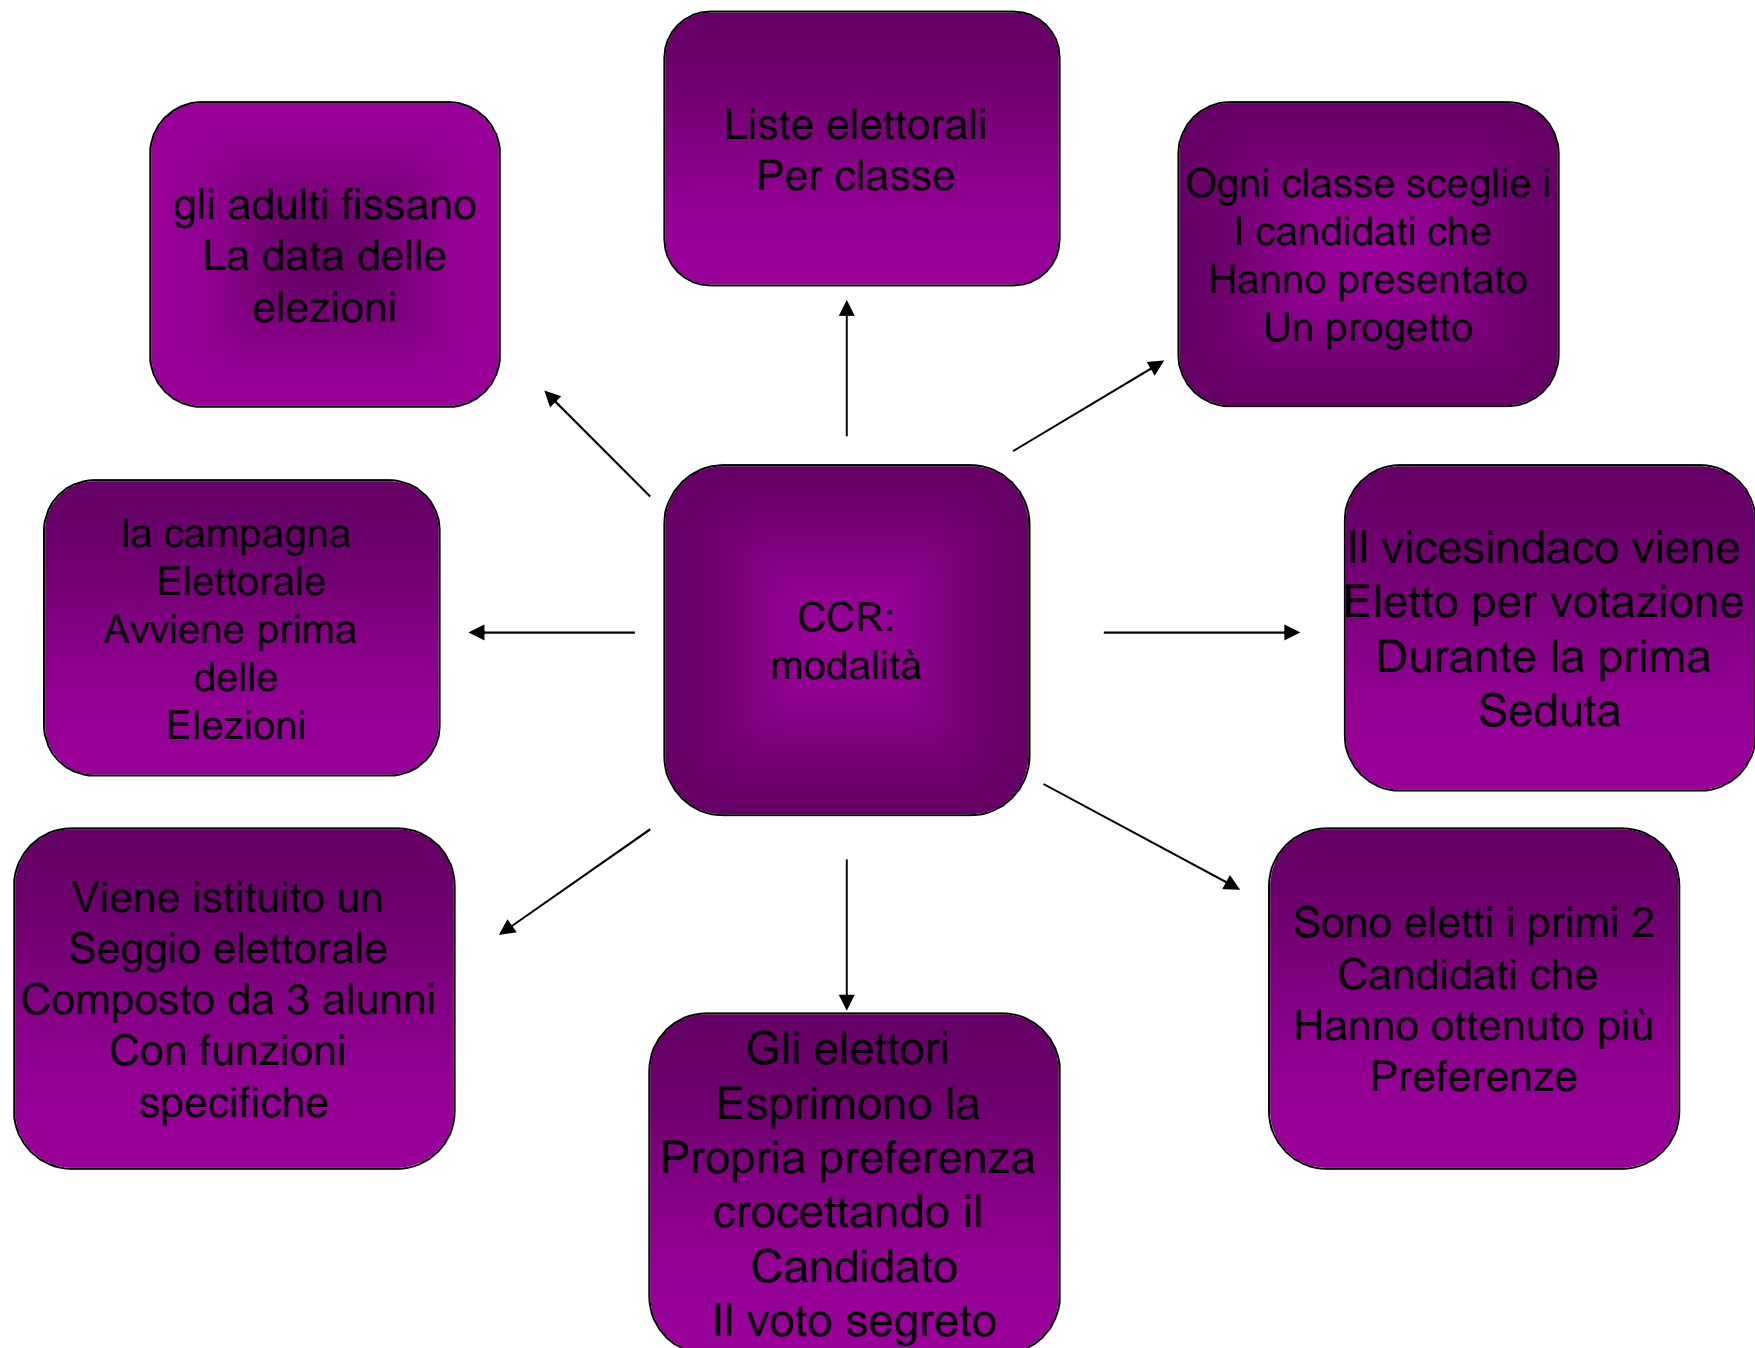 Liste elettorali
Per classe
gli adulti fissano
La data delle
elezioni
Ogni classe sceglie i
I candidati che
Hanno presentato
Un progetto
la campagna
Elettorale
Avviene prima
delle
Elezioni
CCR:
modalità
Il vicesindaco viene
Eletto per votazione
Durante la prima
Seduta
Viene istituito un
Seggio elettorale
Composto da 3 alunni
Con funzioni
specifiche
Gli elettori
Esprimono la
Propria preferenza
crocettando il
Candidato
Il voto segreto
Sono eletti i primi 2
Candidati che
Hanno ottenuto più
Preferenze